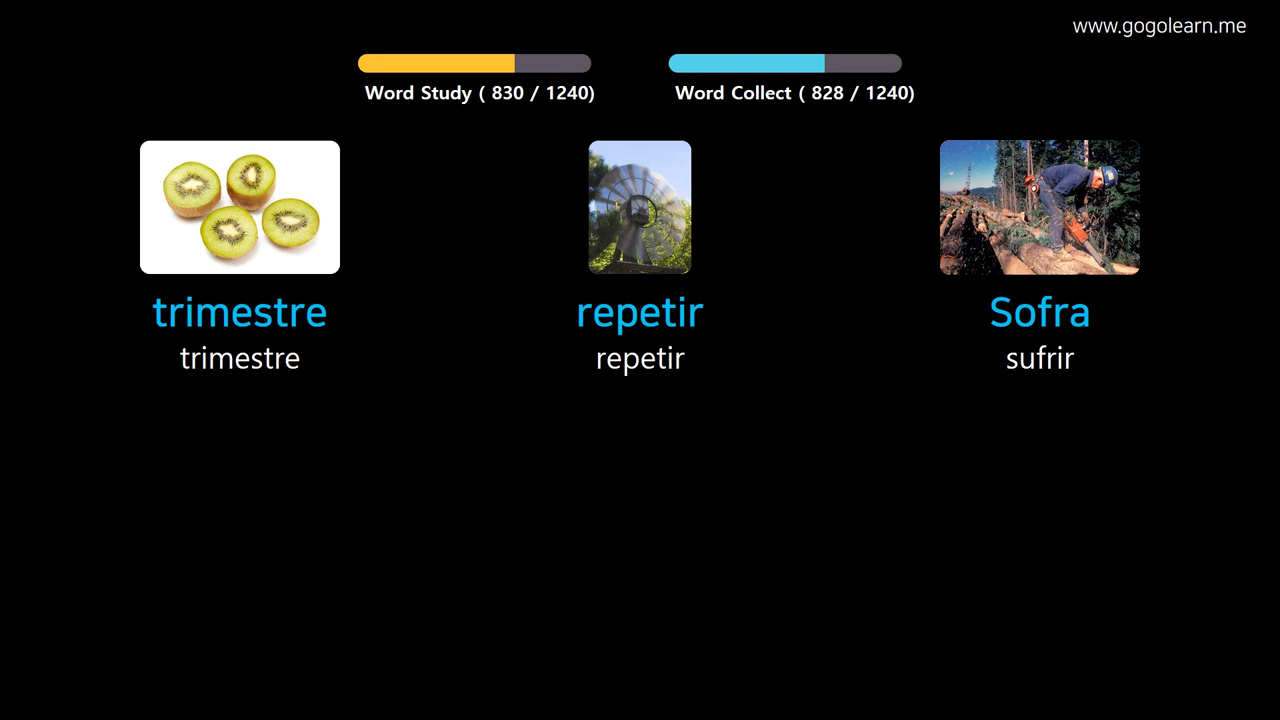 www.gogolearn.me
Word Study ( 830 / 1240)
Word Collect ( 828 / 1240)
trimestre
trimestre
repetir
repetir
Sofra
sufrir